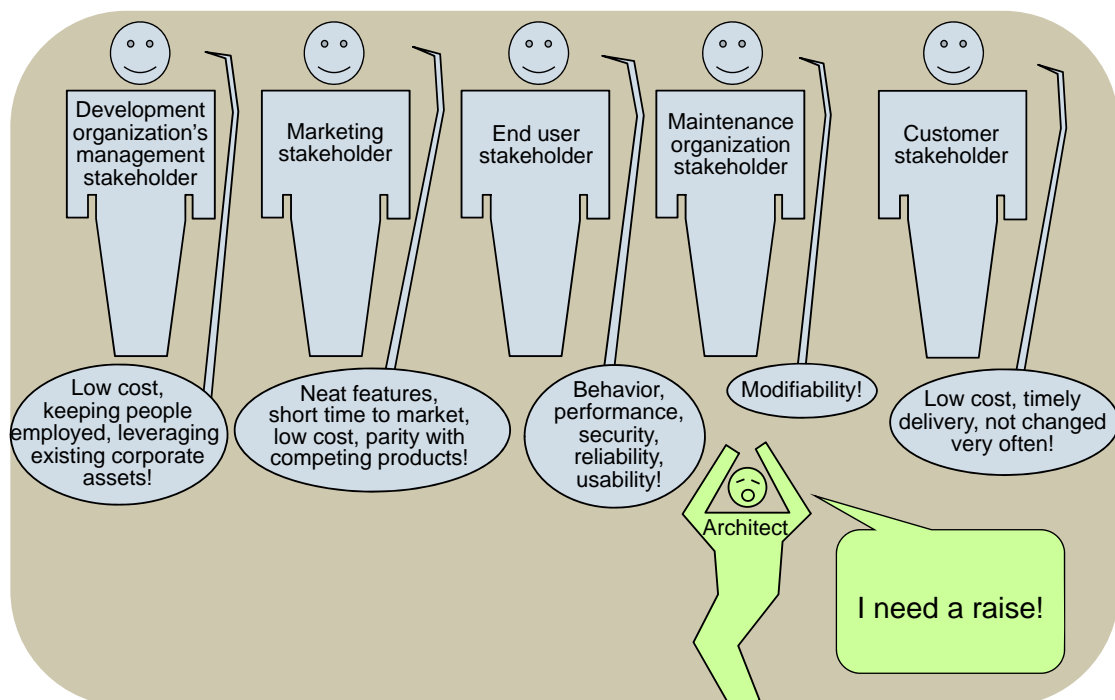 Development
organization's
management
stakeholder
Marketing
stakeholder
End user
stakeholder
Maintenance
organization
stakeholder
Customer
stakeholder
Low cost,
keeping people
employed, leveraging
existing corporate
assets!
Neat features,
short time to market,
low cost, parity with
competing products!
Behavior,
performance,
security,
reliability,
usability!
Modifiability!
Low cost, timely
delivery, not changed
very often!
Architect
I need a raise!